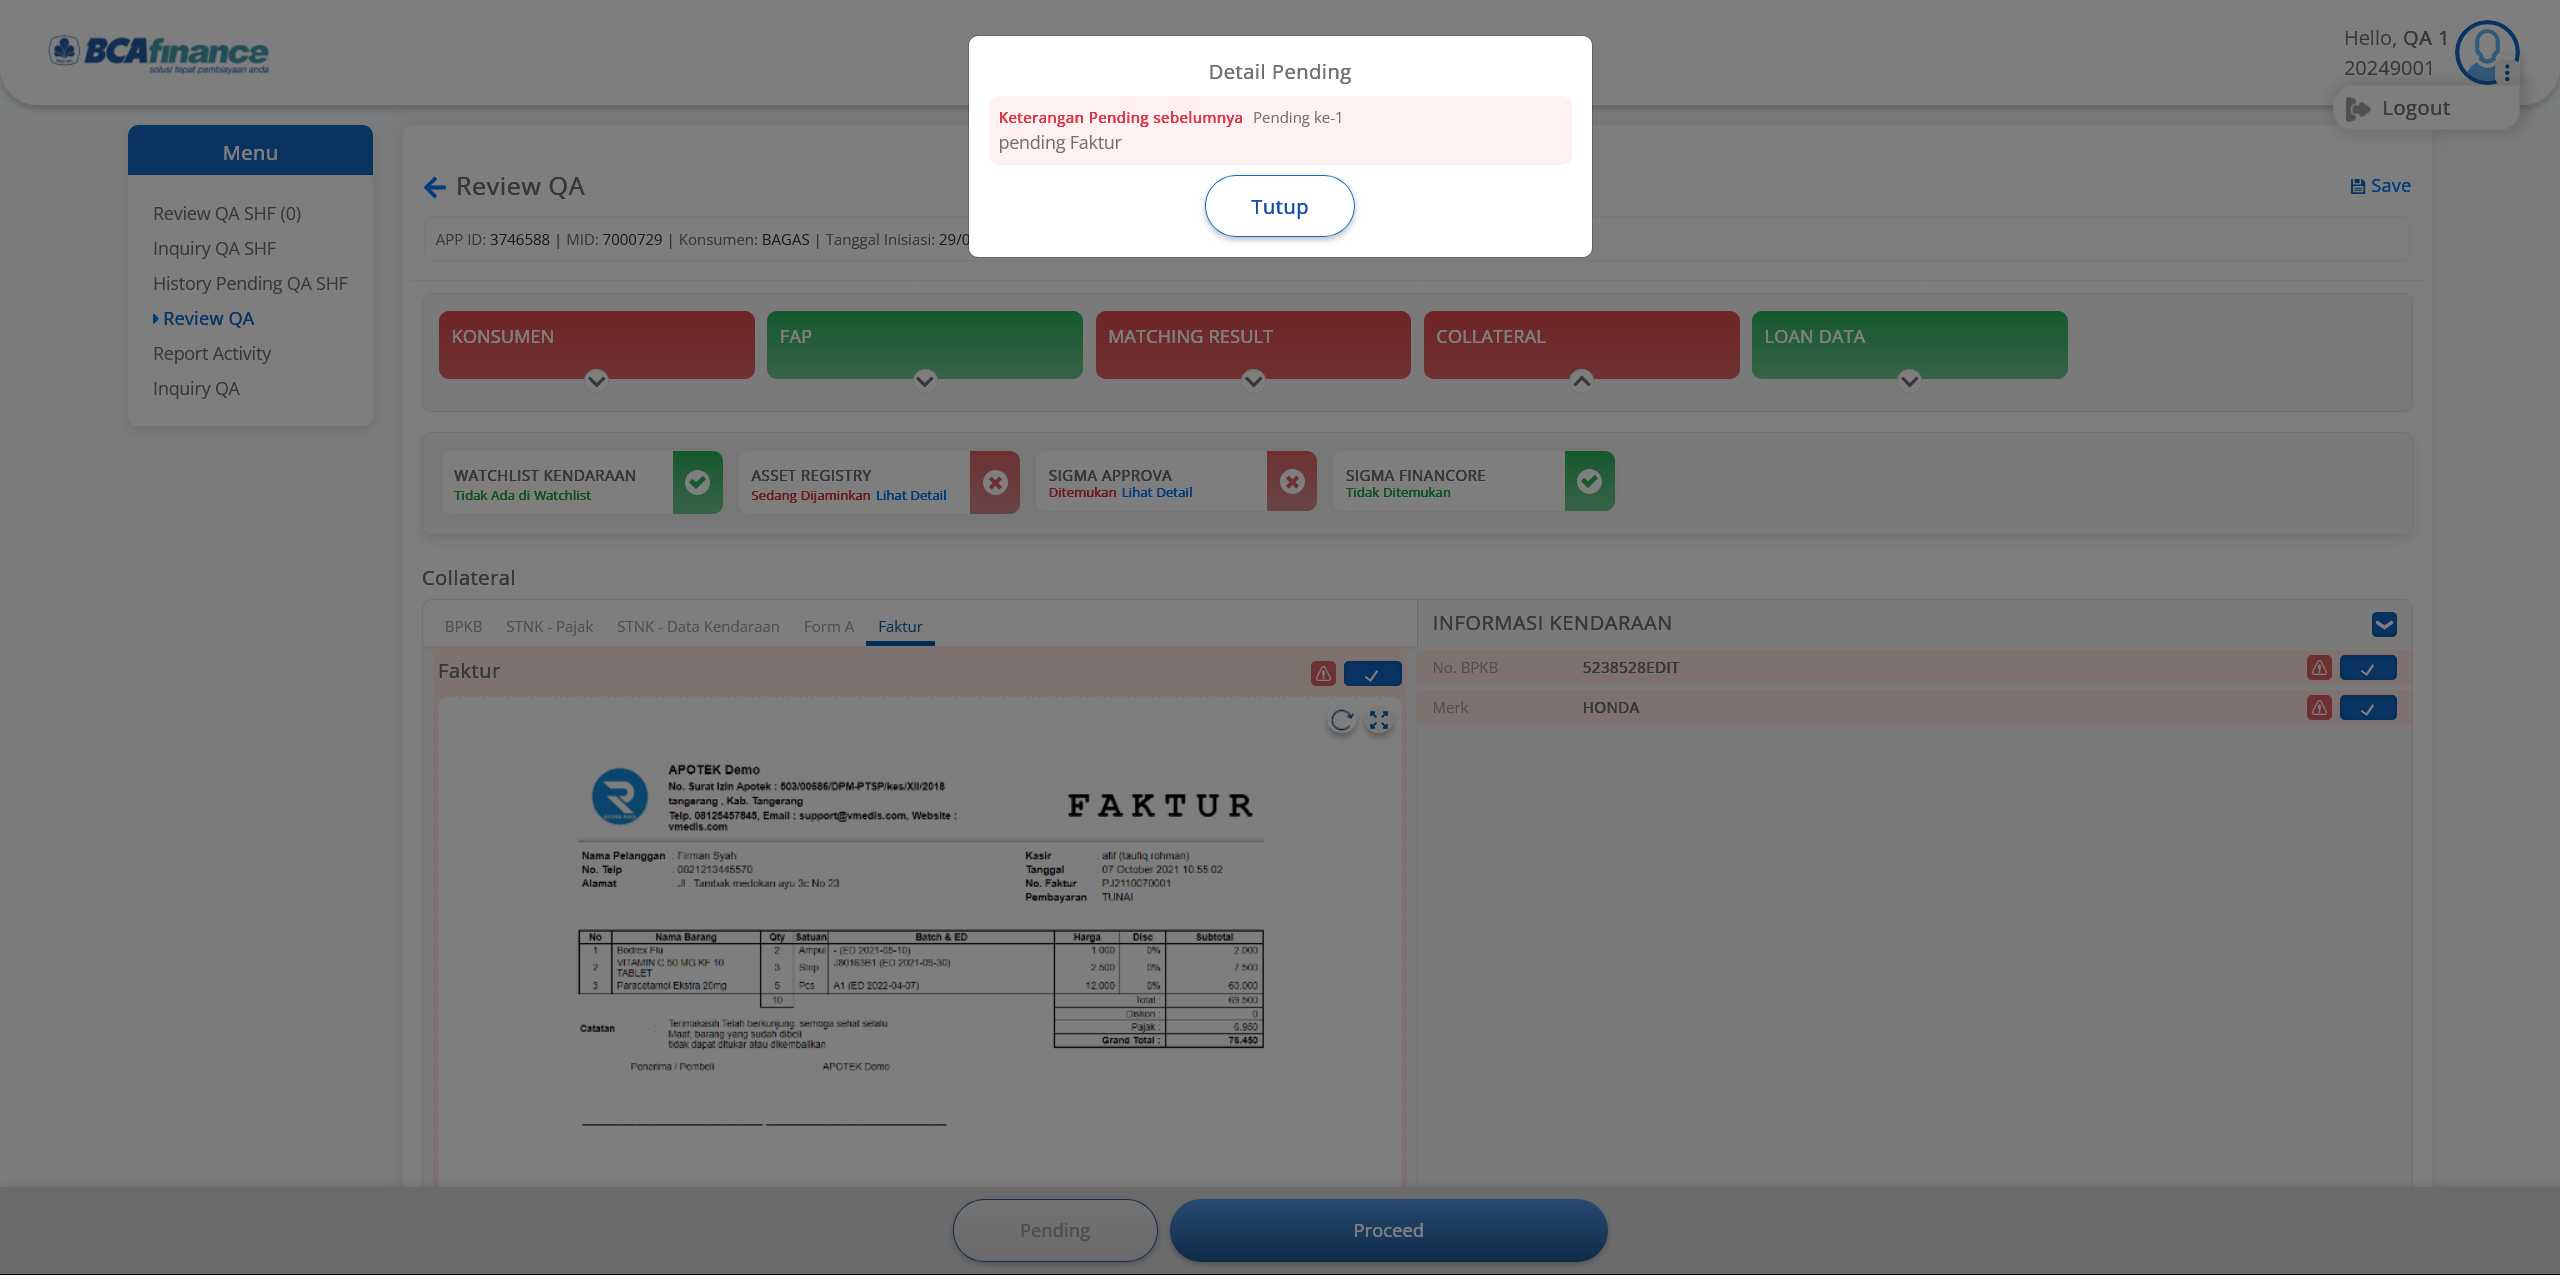 BCAfinance
solusi tepat pembiayaan anda
Hello, QA 1
20249001
Logout
Detail Pending
Keterangan Pending sebelumnya Pending ke-1
pending Faktur
Tutup
Menu
Review QA SHF (0)
Inquiry QA SHF
History Pending QA SHF
Review QA
Report Activity
Inquiry QA
Review QA
Save
APP ID: 3746588 | MID: 7000729 | Konsumen: BAGAS | Tanggal Inisiasi: 29/0
KONSUMEN
FAP
MATCHING RESULT
COLLATERAL
LOAN DATA
WATCHLIST KENDARAAN
Tidak Ada di Watchlist
ASSET REGISTRY
Sedang Dijaminkan Lihat Detail
SIGMA APPROVA
Ditemukan Lihat Detail
SIGMA FINANCORE
Tidak Ditemukan
Collateral
BPKB STNK - Pajak STNK - Data Kendaraan Form A Faktur
Faktur
APOTEK Demo
No. Surat Izin Apotek : 503/00686/DPM-PTSP/kes/XII/2018
tangerang , Kab. Tangerang
Telp. 08125457845, Email : support@vmedis.com, Website :
vmedis.com
FAKTUR
Nama Pelanggan : Firman Syah
No. Telp : 0821213445570
Alamat : Jl . Tambak medokan ayu 3c No 23
Kasir : afif (taufiq rohman)
Tanggal : 07 October 2021 10.55.02
No. Faktur : PJ2110070001
Pembayaran : TUNAI
No Nama Barang Qty Satuan Batch & ED Harga Disc Subtotal
1 Bodrex Flu 2 Ampul - (ED 2021-05-10) 1.000 0% 2.000
2 VITAMIN C 50 MG KF 10 TABLET 3 Strip J80163B1 (ED 2021-09-30) 2.500 0% 7.500
3 Paracetamol Ekstra 20mg 5 Pcs A1 (ED 2022-04-07) 12.000 0% 60.000
10 Total : 69.500
Diskon : 0
Pajak : 6.950
Grand Total : 76.450
Catatan : Terimakasih Telah berkunjung, semoga sehat selalu
Maaf, barang yang sudah dibeli
tidak dapat ditukar atau dikembalikan
Penerima / Pembeli APOTEK Demo
INFORMASI KENDARAAN
No. BPKB 5238528EDIT
Merk HONDA
Pending
Proceed